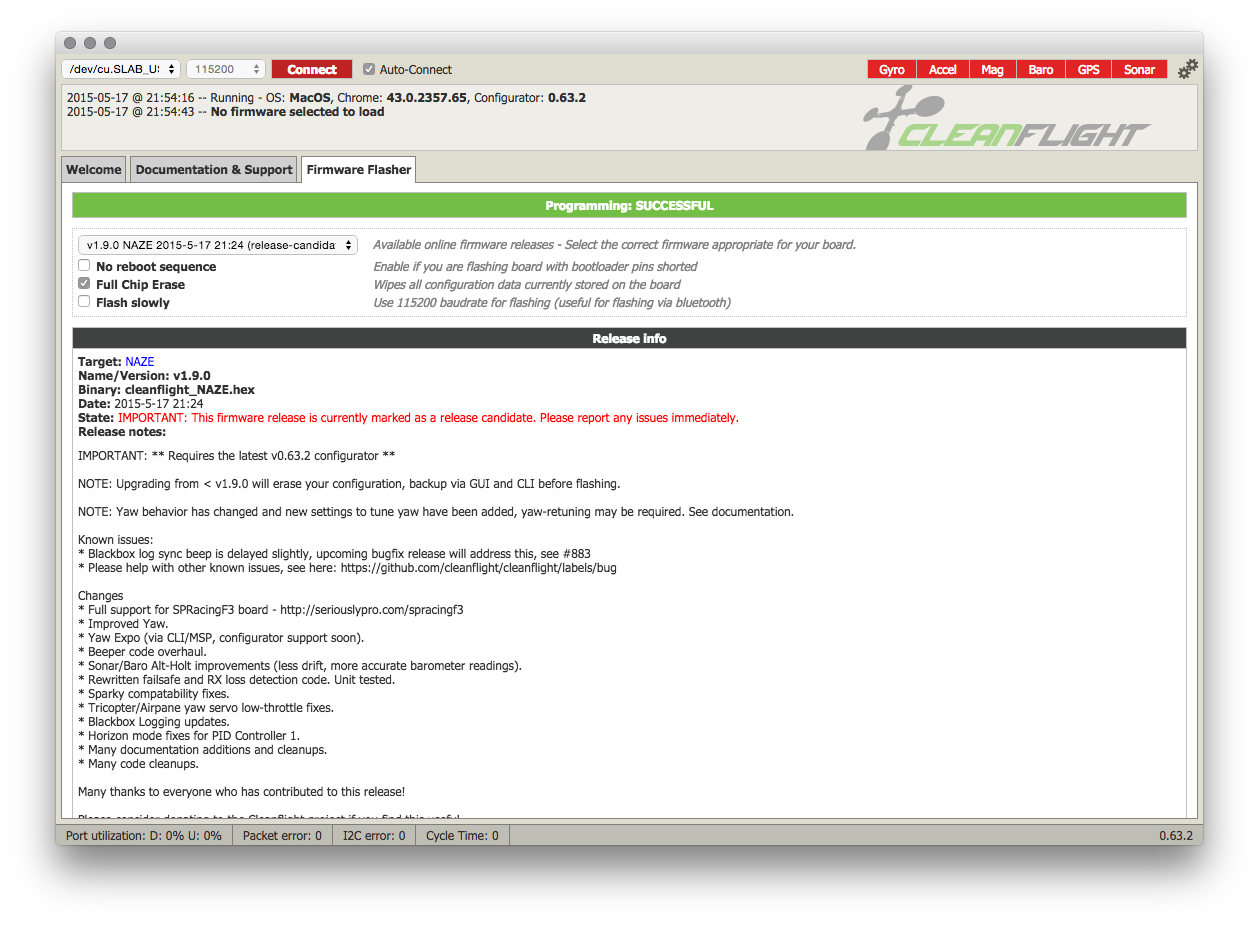 /dev/cu.SLAB_US 115200 Connect Auto-Connect Gyro Accel Mag Baro GPS Sonar
2015-05-17 @ 21:54:16 -- Running - OS: MacOS, Chrome: 43.0.2357.65, Configurator: 0.63.2
2015-05-17 @ 21:54:43 -- No firmware selected to load
CLEANFLIGHT
Welcome Documentation & Support Firmware Flasher
Programming: SUCCESSFUL
v1.9.0 NAZE 2015-5-17 21:24 (release-candida Available online firmware releases - Select the correct firmware appropriate for your board.
No reboot sequence Enable if you are flashing board with bootloader pins shorted
Full Chip Erase Wipes all configuration data currently stored on the board
Flash slowly Use 115200 baudrate for flashing (useful for flashing via bluetooth)
Release info
Target: NAZE
Name/Version: v1.9.0
Binary: cleanflight_NAZE.hex
Date: 2015-5-17 21:24
State: IMPORTANT: This firmware release is currently marked as a release candidate. Please report any issues immediately.
Release notes:
IMPORTANT: ** Requires the latest v0.63.2 configurator **
NOTE: Upgrading from < v1.9.0 will erase your configuration, backup via GUI and CLI before flashing.
NOTE: Yaw behavior has changed and new settings to tune yaw have been added, yaw-retuning may be required. See documentation.
Known issues:
* Blackbox log sync beep is delayed slightly, upcoming bugfix release will address this, see #883
* Please help with other known issues, see here: https://github.com/cleanflight/cleanflight/labels/bug
Changes
* Full support for SPRacingF3 board - http://seriouslypro.com/spracingf3
* Improved Yaw.
* Yaw Expo (via CLI/MSP, configurator support soon).
* Beeper code overhaul.
* Sonar/Baro Alt-Holt improvements (less drift, more accurate barometer readings).
* Rewritten failsafe and RX loss detection code. Unit tested.
* Sparky compatability fixes.
* Tricopter/Airpane yaw servo low-throttle fixes.
* Blackbox Logging updates.
* Horizon mode fixes for PID Controller 1.
* Many documentation additions and cleanups.
* Many code cleanups.
Many thanks to everyone who has contributed to this release!
Please consider donating to the Cleanflight project if you find this useful
Port utilization: D: 0% U: 0% Packet error: 0 I2C error: 0 Cycle Time: 0 0.63.2